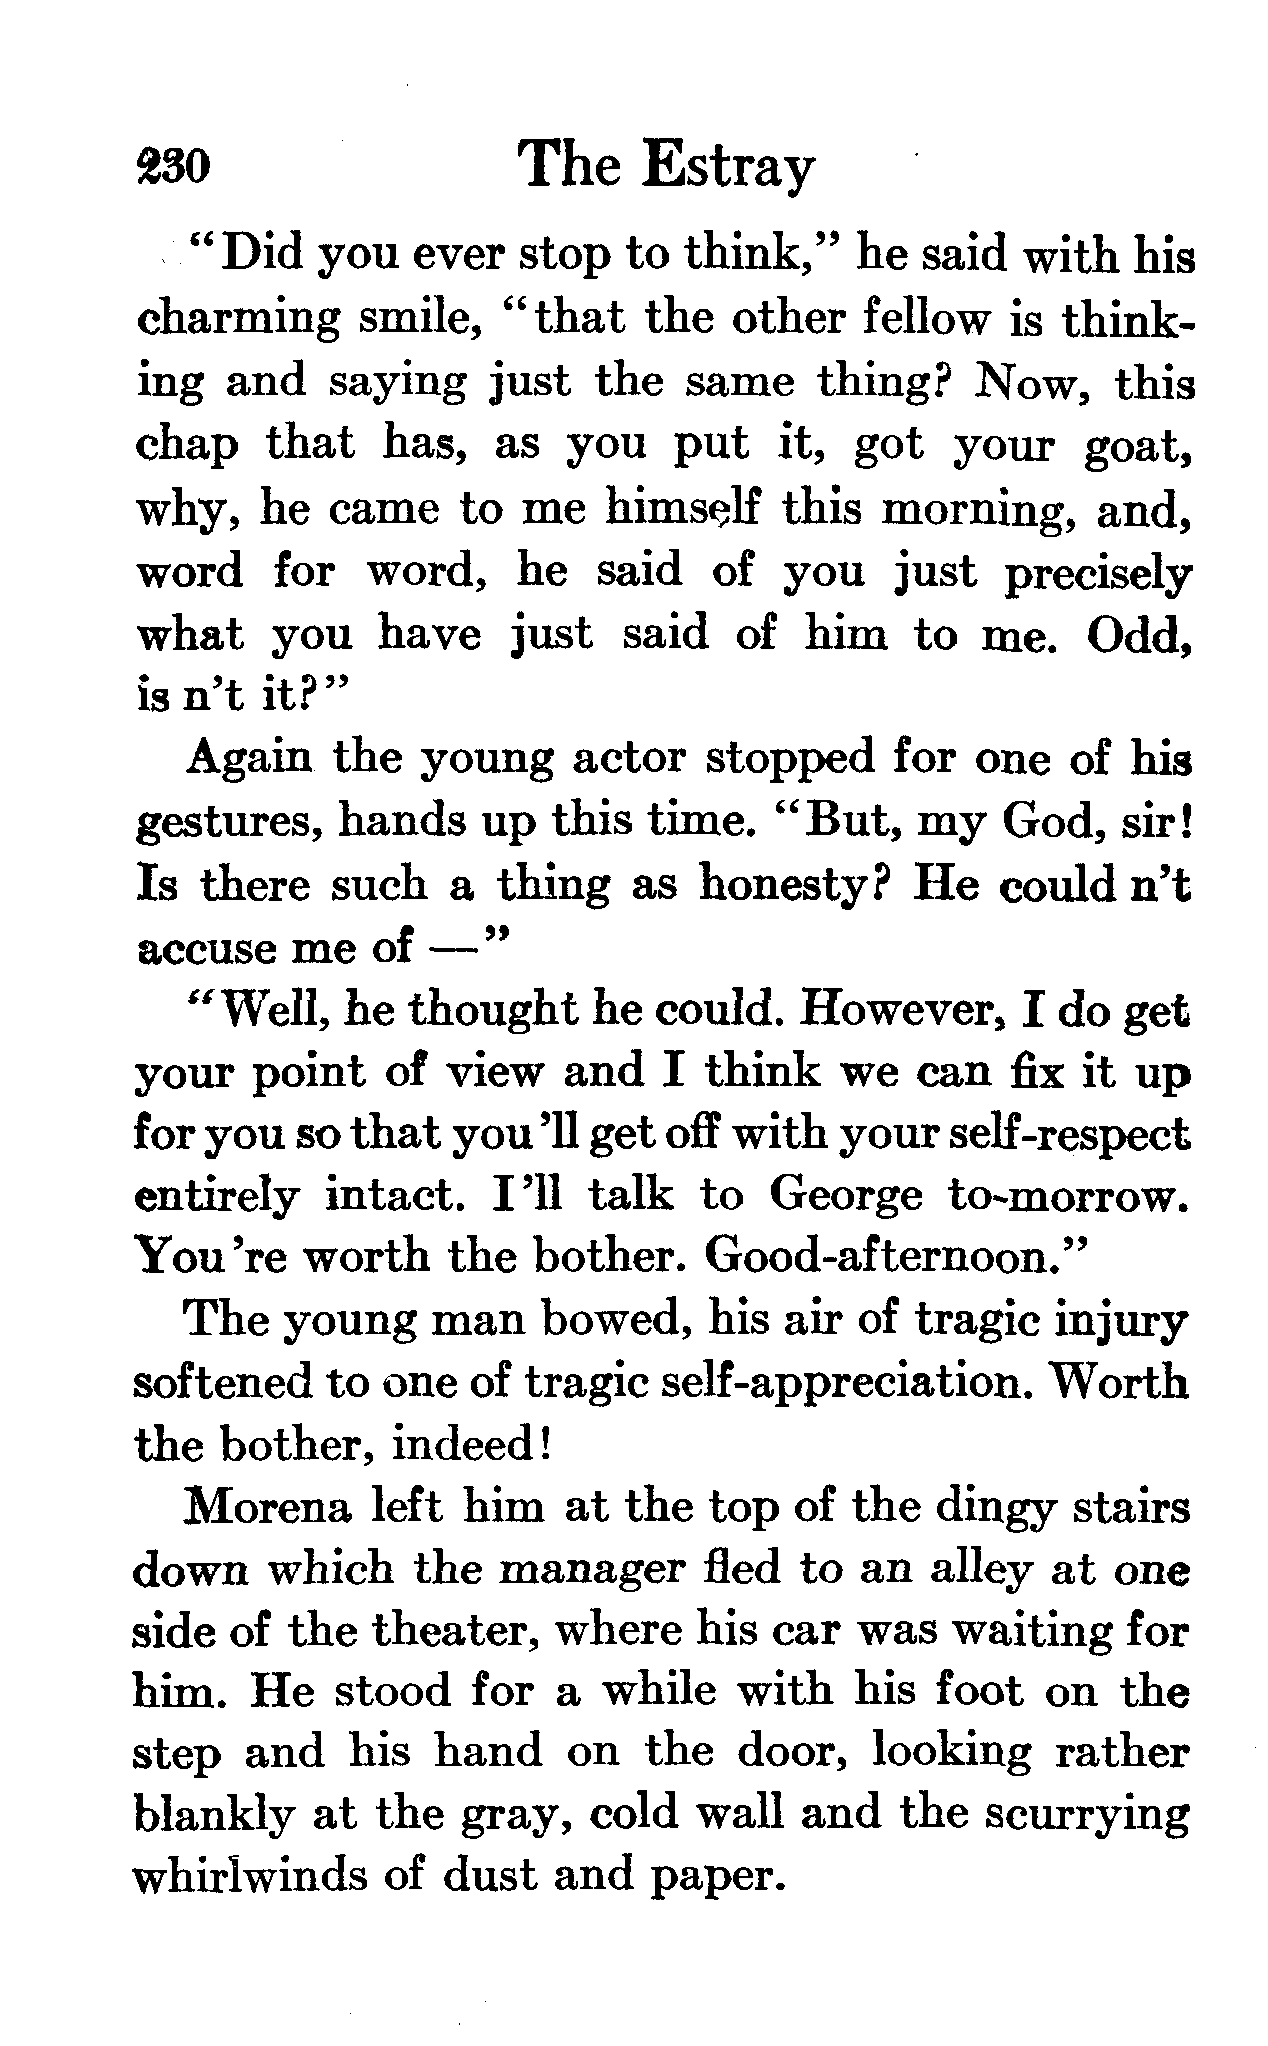 230 The Estray
“Did you ever stop to think,” he said with his
charming smile, “that the other fellow is think-
ing and saying just the same thing? Now, this
chap that has, as you put it, got your goat,
why, he came to me himself this morning, and,
word for word, he said of you just precisely
what you have just said of him to me. Odd,
is n’t it?”
Again the young actor stopped for one of his
gestures, hands up this time. “But, my God, sir!
Is there such a thing as honesty? He could n’t
accuse me of —”
“Well, he thought he could. However, I do get
your point of view and I think we can fix it up
for you so that you ’ll get off with your self-respect
entirely intact. I ’ll talk to George to-morrow.
You ’re worth the bother. Good-afternoon.”
The young man bowed, his air of tragic injury
softened to one of tragic self-appreciation. Worth
the bother, indeed!
Morena left him at the top of the dingy stairs
down which the manager fled to an alley at one
side of the theater, where his car was waiting for
him. He stood for a while with his foot on the
step and his hand on the door, looking rather
blankly at the gray, cold wall and the scurrying
whirlwinds of dust and paper.